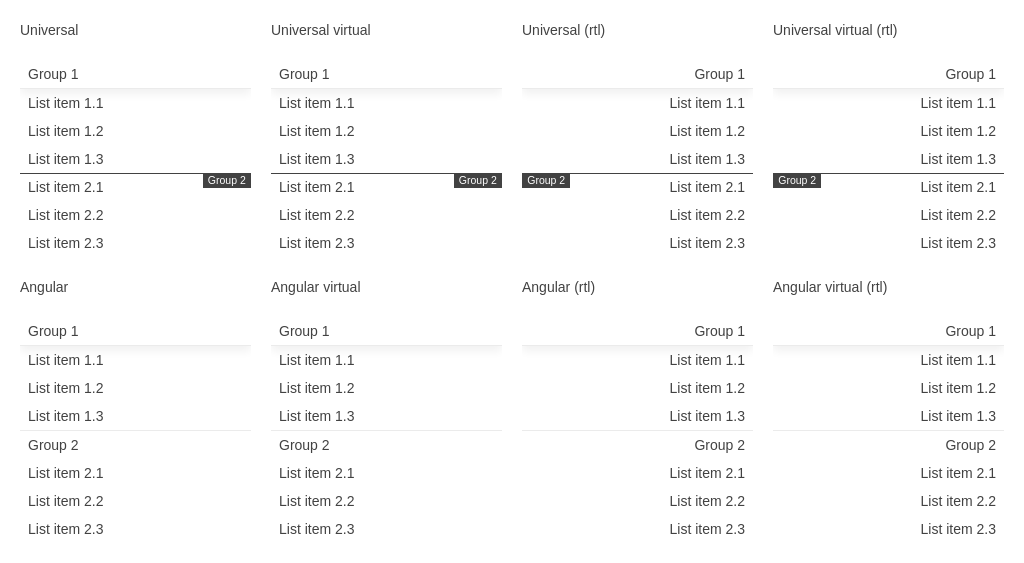 Universal
Group 1
List item 1.1
List item 1.2
List item 1.3
Group 2
List item 2.1
List item 2.2
List item 2.3
Universal virtual
Group 1
List item 1.1
List item 1.2
List item 1.3
Group 2
List item 2.1
List item 2.2
List item 2.3
Universal (rtl)
Group 1
List item 1.1
List item 1.2
List item 1.3
Group 2
List item 2.1
List item 2.2
List item 2.3
Universal virtual (rtl)
Group 1
List item 1.1
List item 1.2
List item 1.3
Group 2
List item 2.1
List item 2.2
List item 2.3
Angular
Group 1
List item 1.1
List item 1.2
List item 1.3
Group 2
List item 2.1
List item 2.2
List item 2.3
Angular virtual
Group 1
List item 1.1
List item 1.2
List item 1.3
Group 2
List item 2.1
List item 2.2
List item 2.3
Angular (rtl)
Group 1
List item 1.1
List item 1.2
List item 1.3
Group 2
List item 2.1
List item 2.2
List item 2.3
Angular virtual (rtl)
Group 1
List item 1.1
List item 1.2
List item 1.3
Group 2
List item 2.1
List item 2.2
List item 2.3